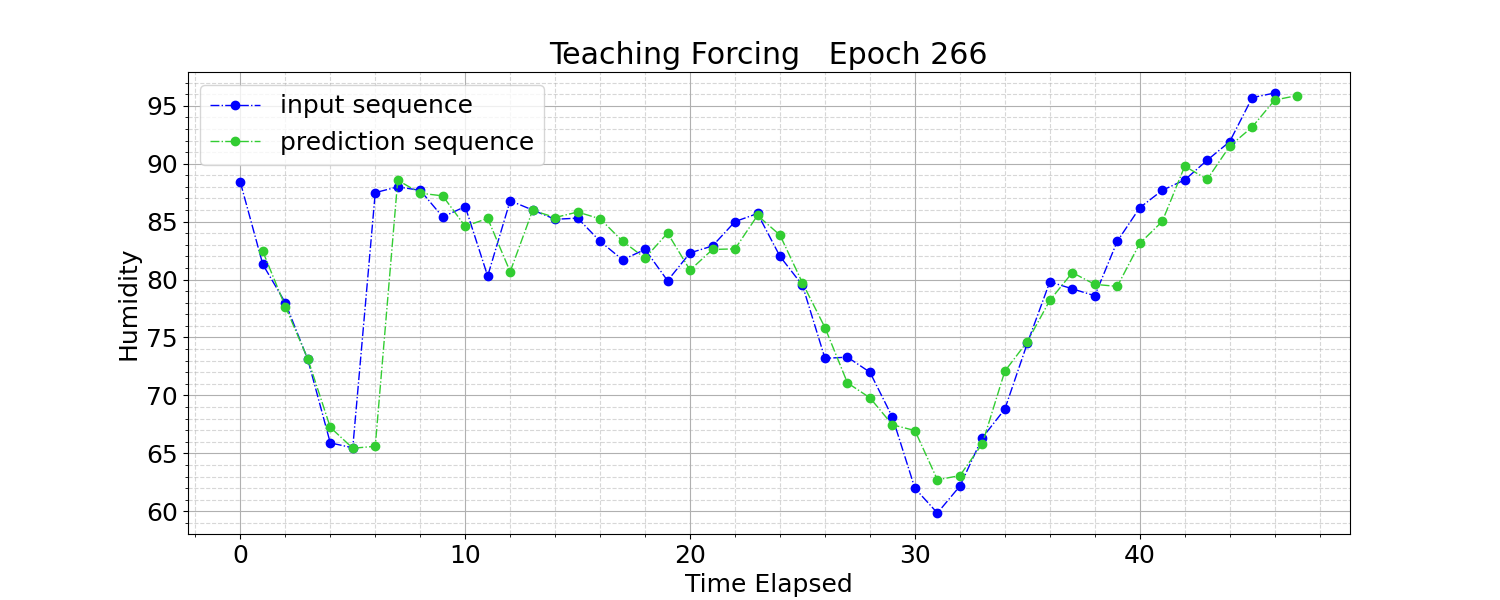 Teaching Forcing   Epoch 266
input sequence
prediction sequence
Humidity
95
90
85
80
75
70
65
60
0 10 20 30 40
Time Elapsed